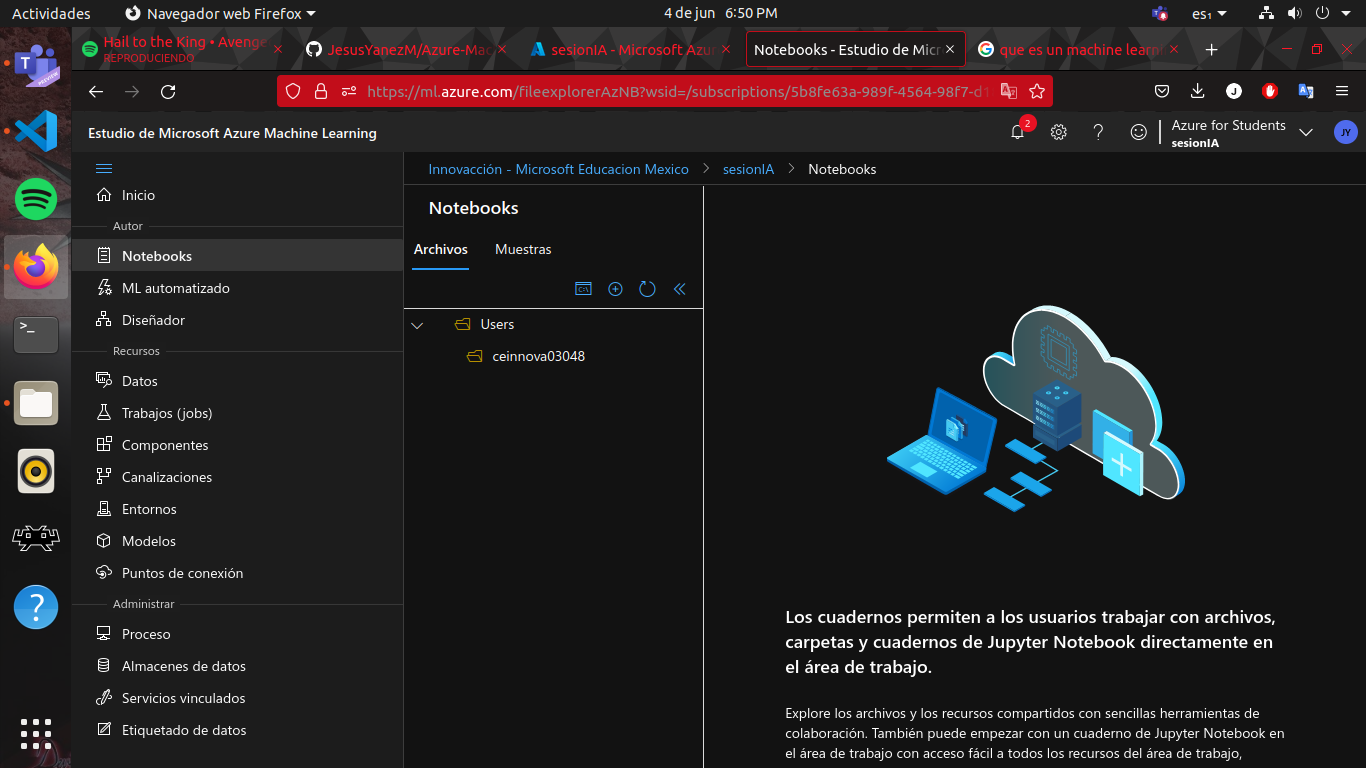 Actividades
Navegador web Firefox
4 de jun 6:50 PM
es₁
Hail to the King • Avenge
REPRODUCIENDO
JesusYanezM/Azure-Mac
sesionIA - Microsoft Azur
Notebooks - Estudio de Micr
que es un machine learni
https://ml.azure.com/fileexplorerAzNB?wsid=/subscriptions/5b8fe63a-989f-4564-98f7-d1
Estudio de Microsoft Azure Machine Learning
2
Azure for Students
sesionIA
JY
Innovacción - Microsoft Educacion Mexico
sesionIA
Notebooks
Inicio
Autor
Notebooks
ML automatizado
Diseñador
Recursos
Datos
Trabajos (jobs)
Componentes
Canalizaciones
Entornos
Modelos
Puntos de conexión
Administrar
Proceso
Almacenes de datos
Servicios vinculados
Etiquetado de datos
Notebooks
Archivos
Muestras
Users
ceinnova03048
Los cuadernos permiten a los usuarios trabajar con archivos,
carpetas y cuadernos de Jupyter Notebook directamente en
el área de trabajo.
Explore los archivos y los recursos compartidos con sencillas herramientas de
colaboración. También puede empezar con un cuaderno de Jupyter Notebook en
el área de trabajo con acceso fácil a todos los recursos del área de trabajo,